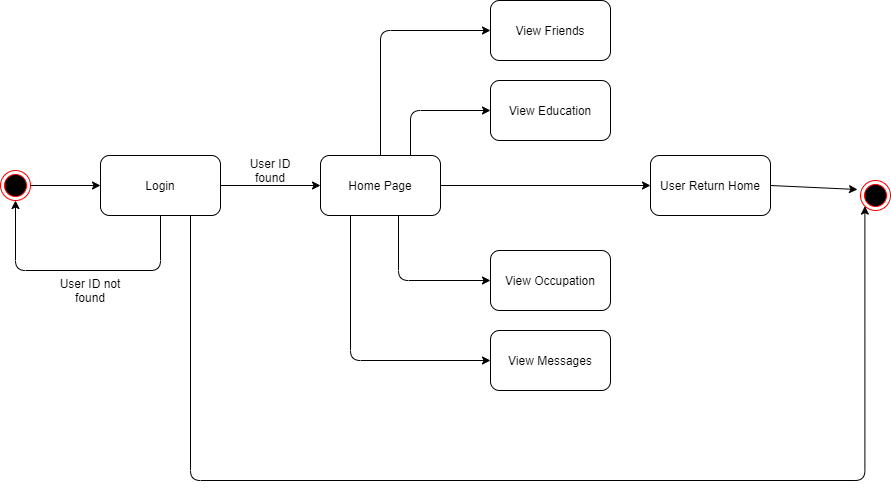 View Friends
View Education
User ID
found
Login
Home Page
User Return Home
User ID not
found
View Occupation
View Messages